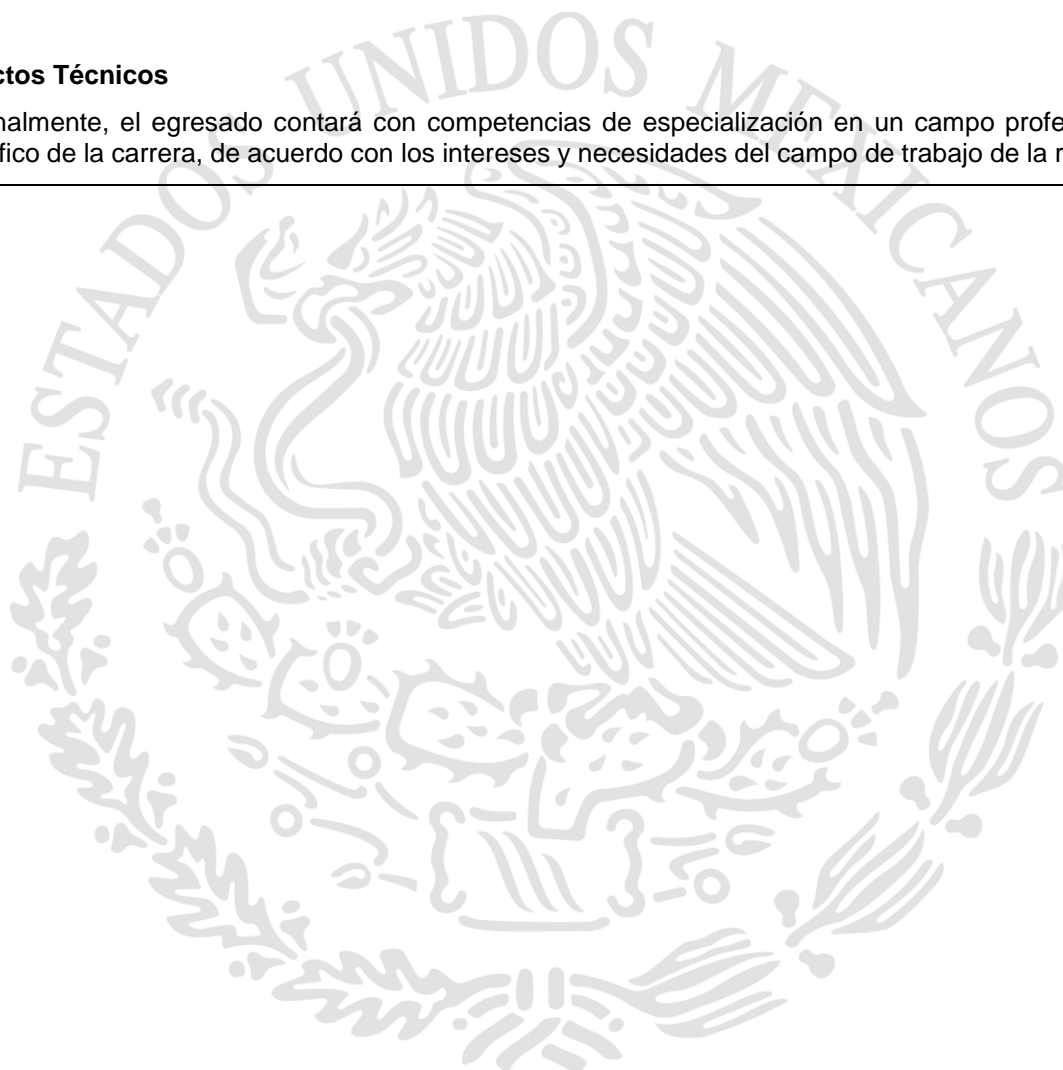 ctos Técnicos
nalmente, el egresado contará con competencias de especialización en un campo profe
fico de la carrera, de acuerdo con los intereses y necesidades del campo de trabajo de la r
ESTADOS UNIDOS MEXICANOS